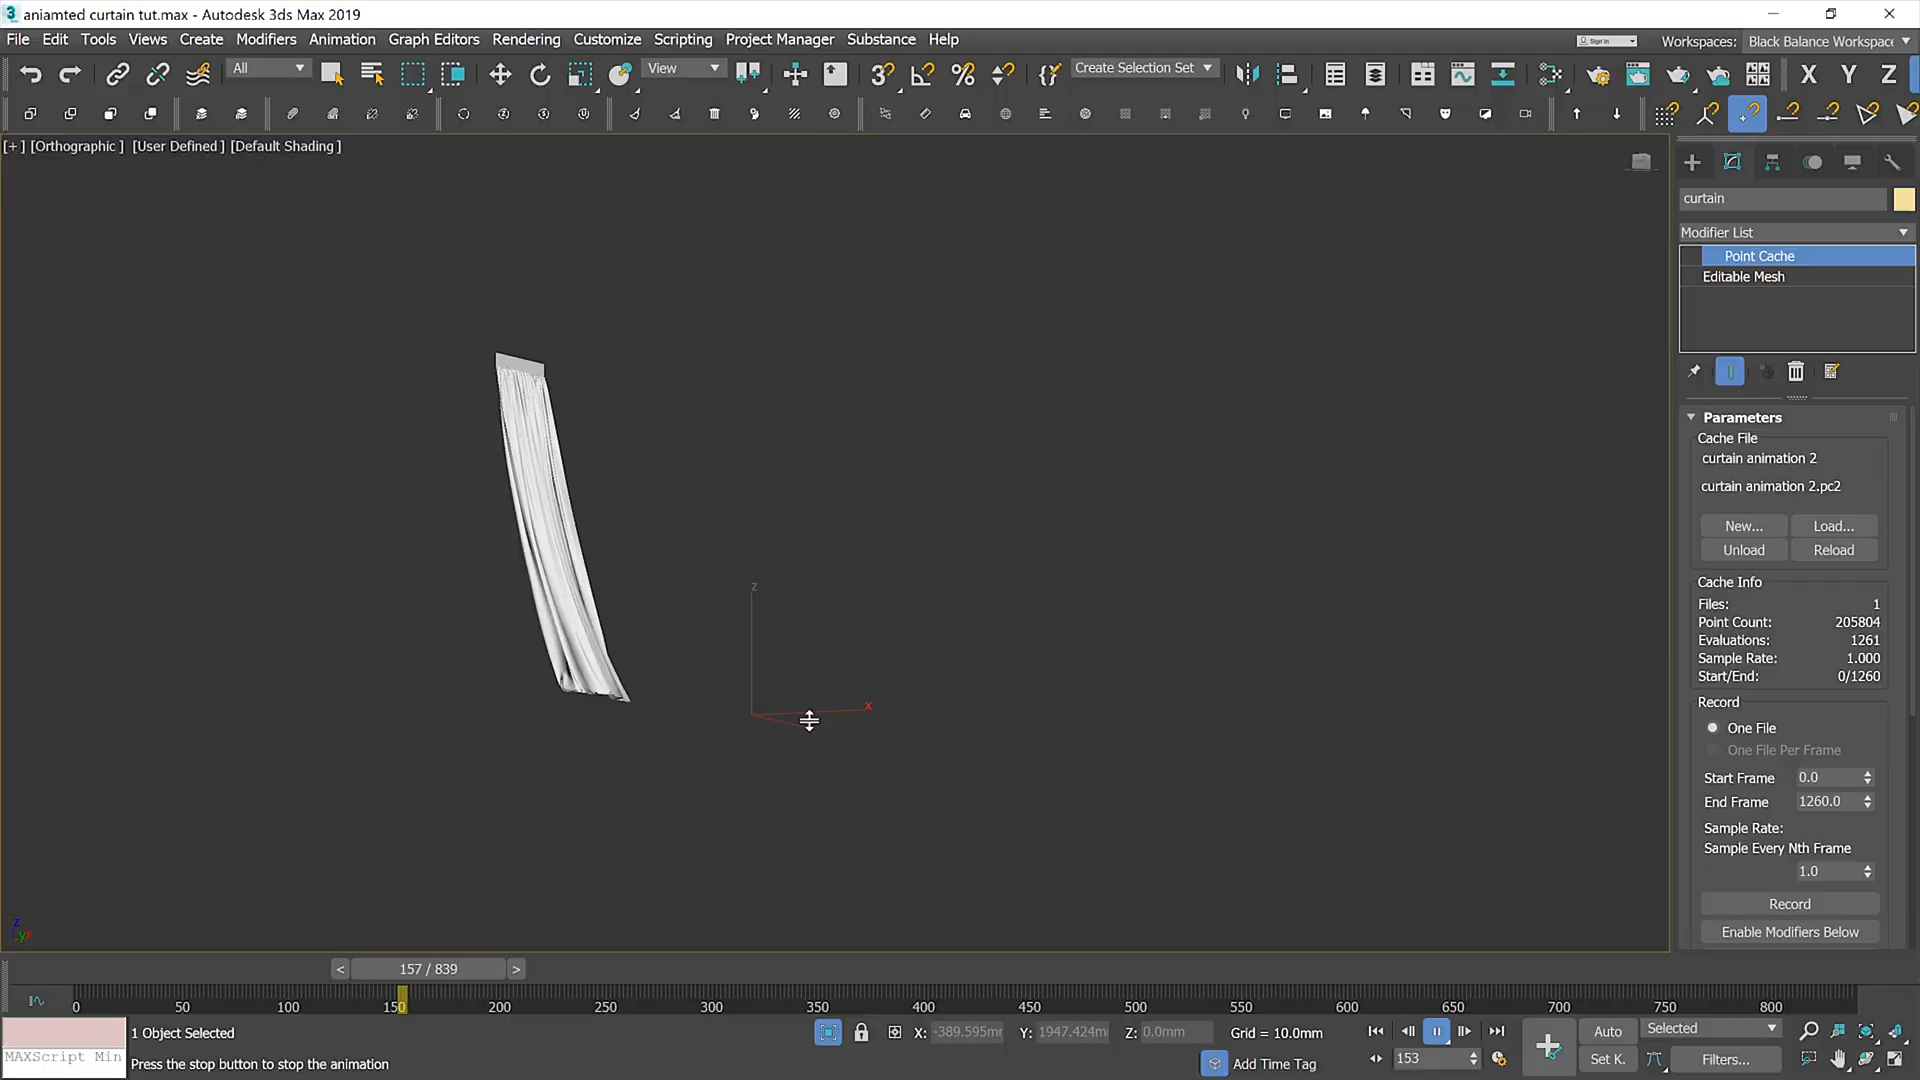 aniamted curtain tut.max - Autodesk 3ds Max 2019
File Edit Tools Views Create Modifiers Animation Graph Editors Rendering Customize Scripting Project Manager Substance Help
Sign In Workspaces: Black Balance Workspace
All View Create Selection Set X Y Z
[+] [Orthographic ] [User Defined ] [Default Shading ]
curtain
Modifier List
Point Cache
Editable Mesh
Parameters
Cache File
curtain animation 2
curtain animation 2.pc2
New... Load...
Unload Reload
Cache Info
Files: 1
Point Count: 205804
Evaluations: 1261
Sample Rate: 1.000
Start/End: 0/1260
Record
One File
One File Per Frame
Start Frame 0.0
End Frame 1260.0
Sample Rate:
Sample Every Nth Frame
1.0
Record
Enable Modifiers Below
z
x
z
y
< 157 / 839 >
0 50 100 150 200 250 300 350 400 450 500 550 600 650 700 750 800
1 Object Selected X: -389.595mm Y: 1947.424mm Z: 0.0mm Grid = 10.0mm Auto Selected
MAXScript Min Press the stop button to stop the animation Add Time Tag 153 Set K. Filters...